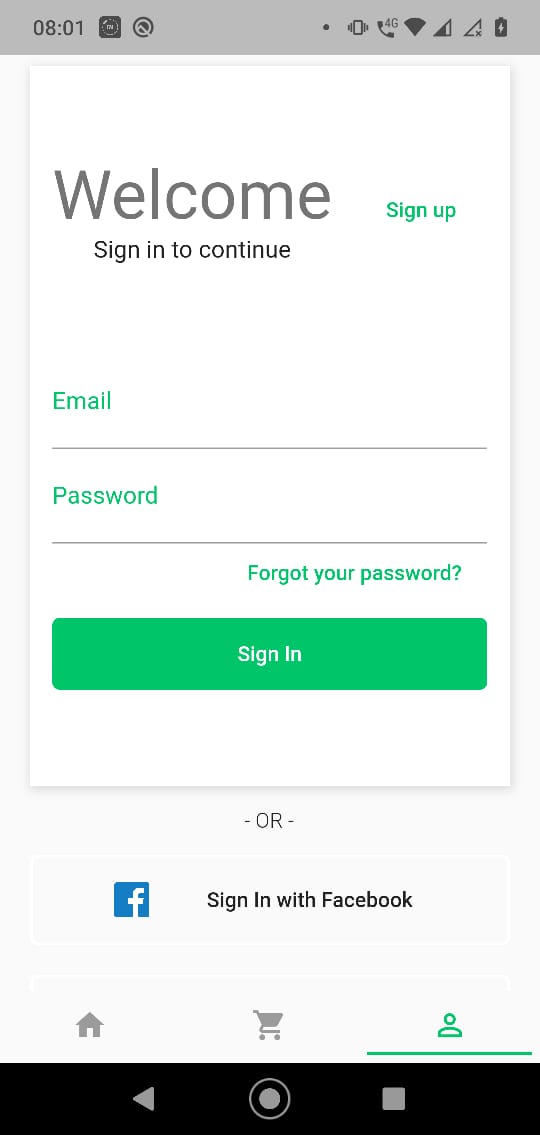 08:01
4G
Welcome
Sign up
Sign in to continue
Email
Password
Forgot your password?
Sign In
- OR -
Sign In with Facebook